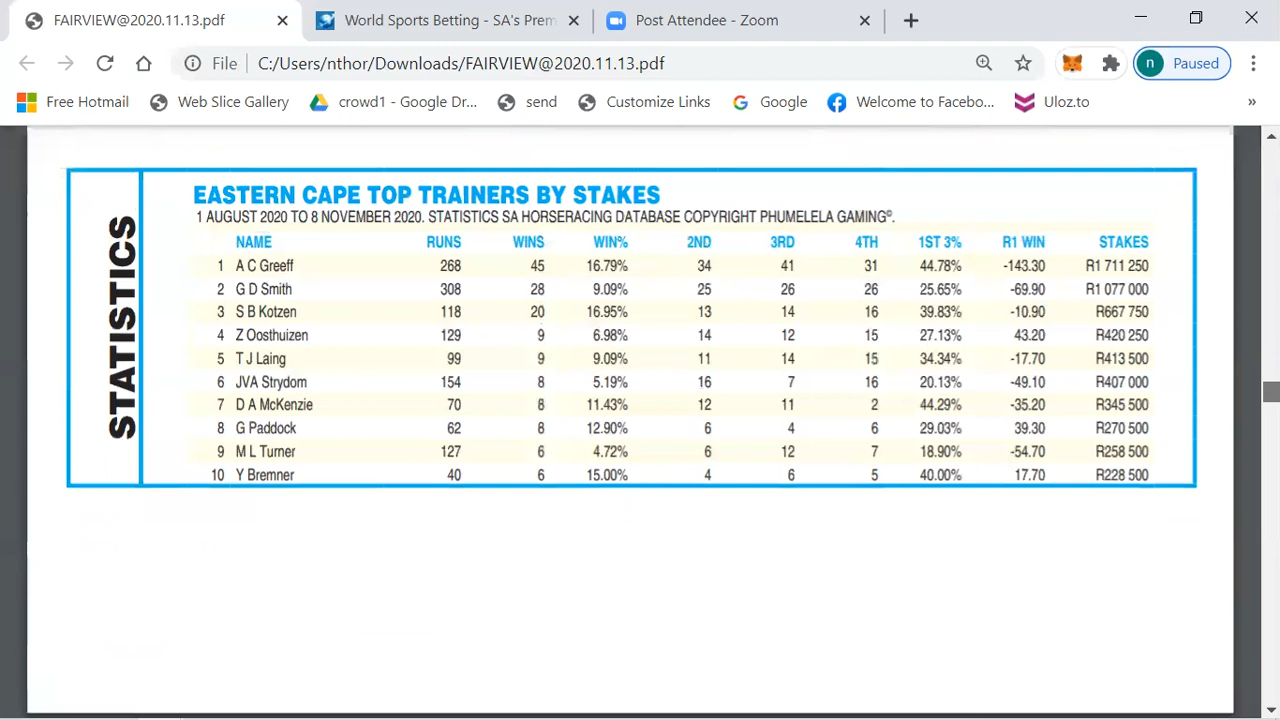 FAIRVIEW@2020.11.13.pdf
World Sports Betting - SA's Prem
Post Attendee - Zoom
File C:/Users/nthor/Downloads/FAIRVIEW@2020.11.13.pdf
n Paused
Free Hotmail Web Slice Gallery crowd1 - Google Dr... send Customize Links Google Welcome to Facebo... Uloz.to »
STATISTICS
EASTERN CAPE TOP TRAINERS BY STAKES
1 AUGUST 2020 TO 8 NOVEMBER 2020. STATISTICS SA HORSERACING DATABASE COPYRIGHT PHUMELELA GAMING©.
NAME RUNS WINS WIN% 2ND 3RD 4TH 1ST 3% R1 WIN STAKES
1 A C Greeff 268 45 16.79% 34 41 31 44.78% -143.30 R1 711 250
2 G D Smith 308 28 9.09% 25 26 26 25.65% -69.90 R1 077 000
3 S B Kotzen 118 20 16.95% 13 14 16 39.83% -10.90 R667 750
4 Z Oosthuizen 129 9 6.98% 14 12 15 27.13% 43.20 R420 250
5 T J Laing 99 9 9.09% 11 14 15 34.34% -17.70 R413 500
6 JVA Strydom 154 8 5.19% 16 7 16 20.13% -49.10 R407 000
7 D A McKenzie 70 8 11.43% 12 11 2 44.29% -35.20 R345 500
8 G Paddock 62 8 12.90% 6 4 6 29.03% 39.30 R270 500
9 M L Turner 127 6 4.72% 6 12 7 18.90% -54.70 R258 500
10 Y Bremner 40 6 15.00% 4 6 5 40.00% 17.70 R228 500